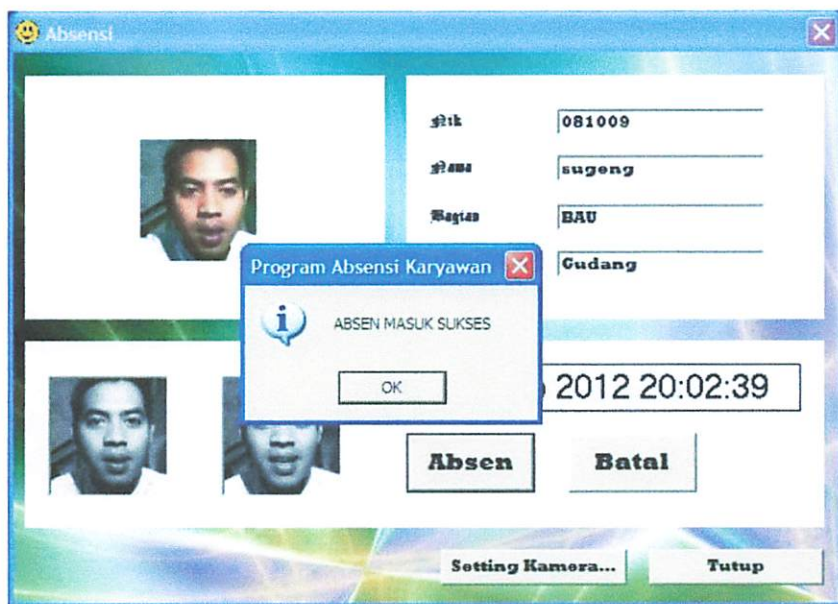 Absensi
Nik 081009
Nama sugeng
Bagian BAU
Gudang
Program Absensi Karyawan
ABSEN MASUK SUKSES
OK
2012 20:02:39
Absen Batal
Setting Kamera... Tutup